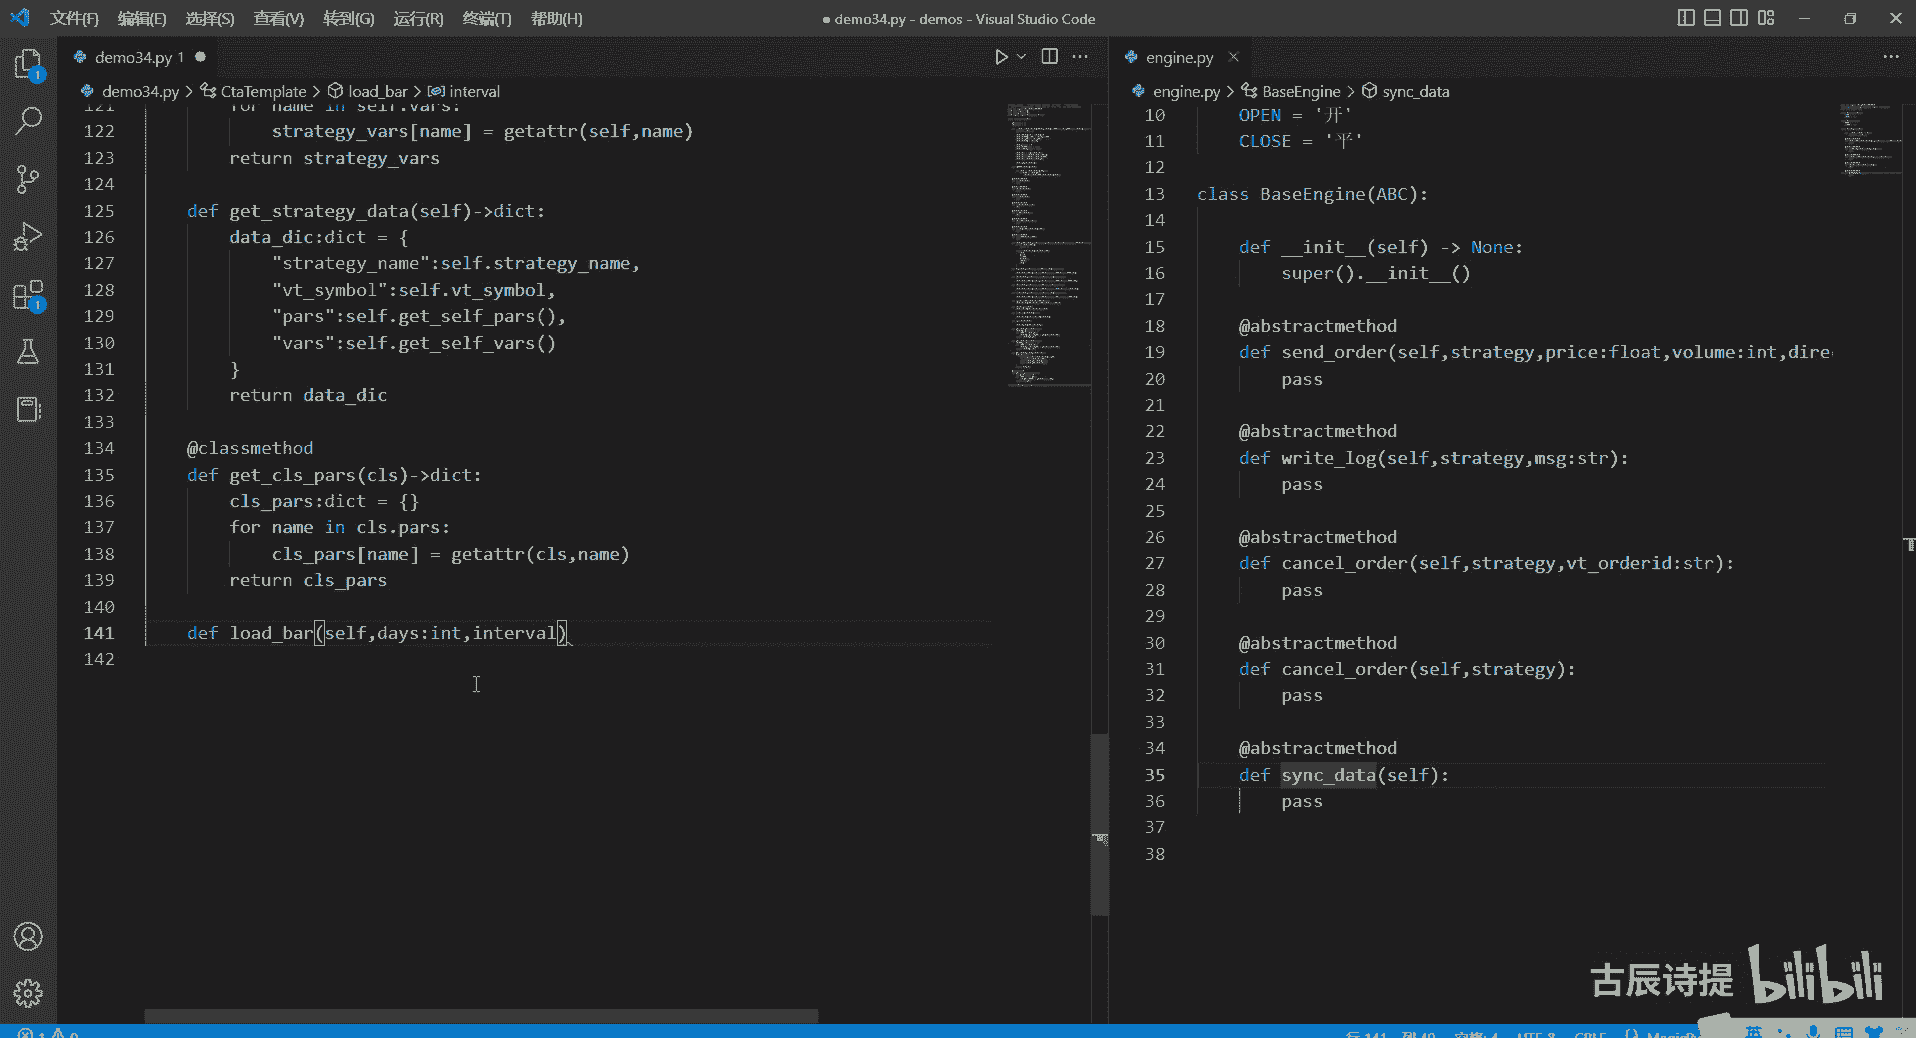 文件(F) 编辑(E) 选择(S) 查看(V) 转到(G) 运行(R) 终端(T) 帮助(H)
● demo34.py - demos - Visual Studio Code
demo34.py 1 ●
demo34.py > CtaTemplate > load_bar > interval
121 for name in self.vars:
122 strategy_vars[name] = getattr(self,name)
123 return strategy_vars
124
125 def get_strategy_data(self)->dict:
126 data_dic:dict = {
127 "strategy_name":self.strategy_name,
128 "vt_symbol":self.vt_symbol,
129 "pars":self.get_self_pars(),
130 "vars":self.get_self_vars()
131 }
132 return data_dic
133
134 @classmethod
135 def get_cls_pars(cls)->dict:
136 cls_pars:dict = {}
137 for name in cls.pars:
138 cls_pars[name] = getattr(cls,name)
139 return cls_pars
140
141 def load_bar(self,days:int,interval)
142
engine.py
engine.py > BaseEngine > sync_data
10 OPEN = '开'
11 CLOSE = '平'
12
13 class BaseEngine(ABC):
14
15 def __init__(self) -> None:
16 super().__init__()
17
18 @abstractmethod
19 def send_order(self,strategy,price:float,volume:int,dire
20 pass
21
22 @abstractmethod
23 def write_log(self,strategy,msg:str):
24 pass
25
26 @abstractmethod
27 def cancel_order(self,strategy,vt_orderid:str):
28 pass
29
30 @abstractmethod
31 def cancel_order(self,strategy):
32 pass
33
34 @abstractmethod
35 def sync_data(self):
36 pass
37
38
1
1
古辰诗提 bilibili
英